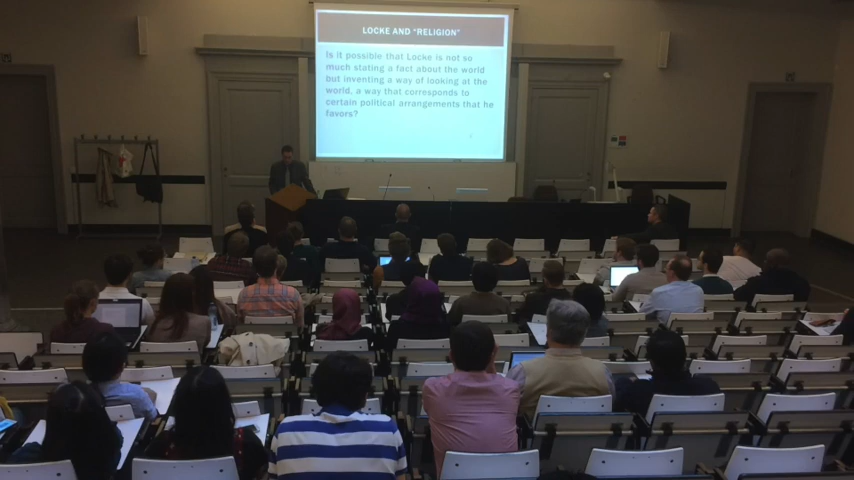 LOCKE AND "RELIGION"
Is it possible that Locke is not so
much stating a fact about the world
but inventing a way of looking at the
world, a way that corresponds to
certain political arrangements that he
favors?